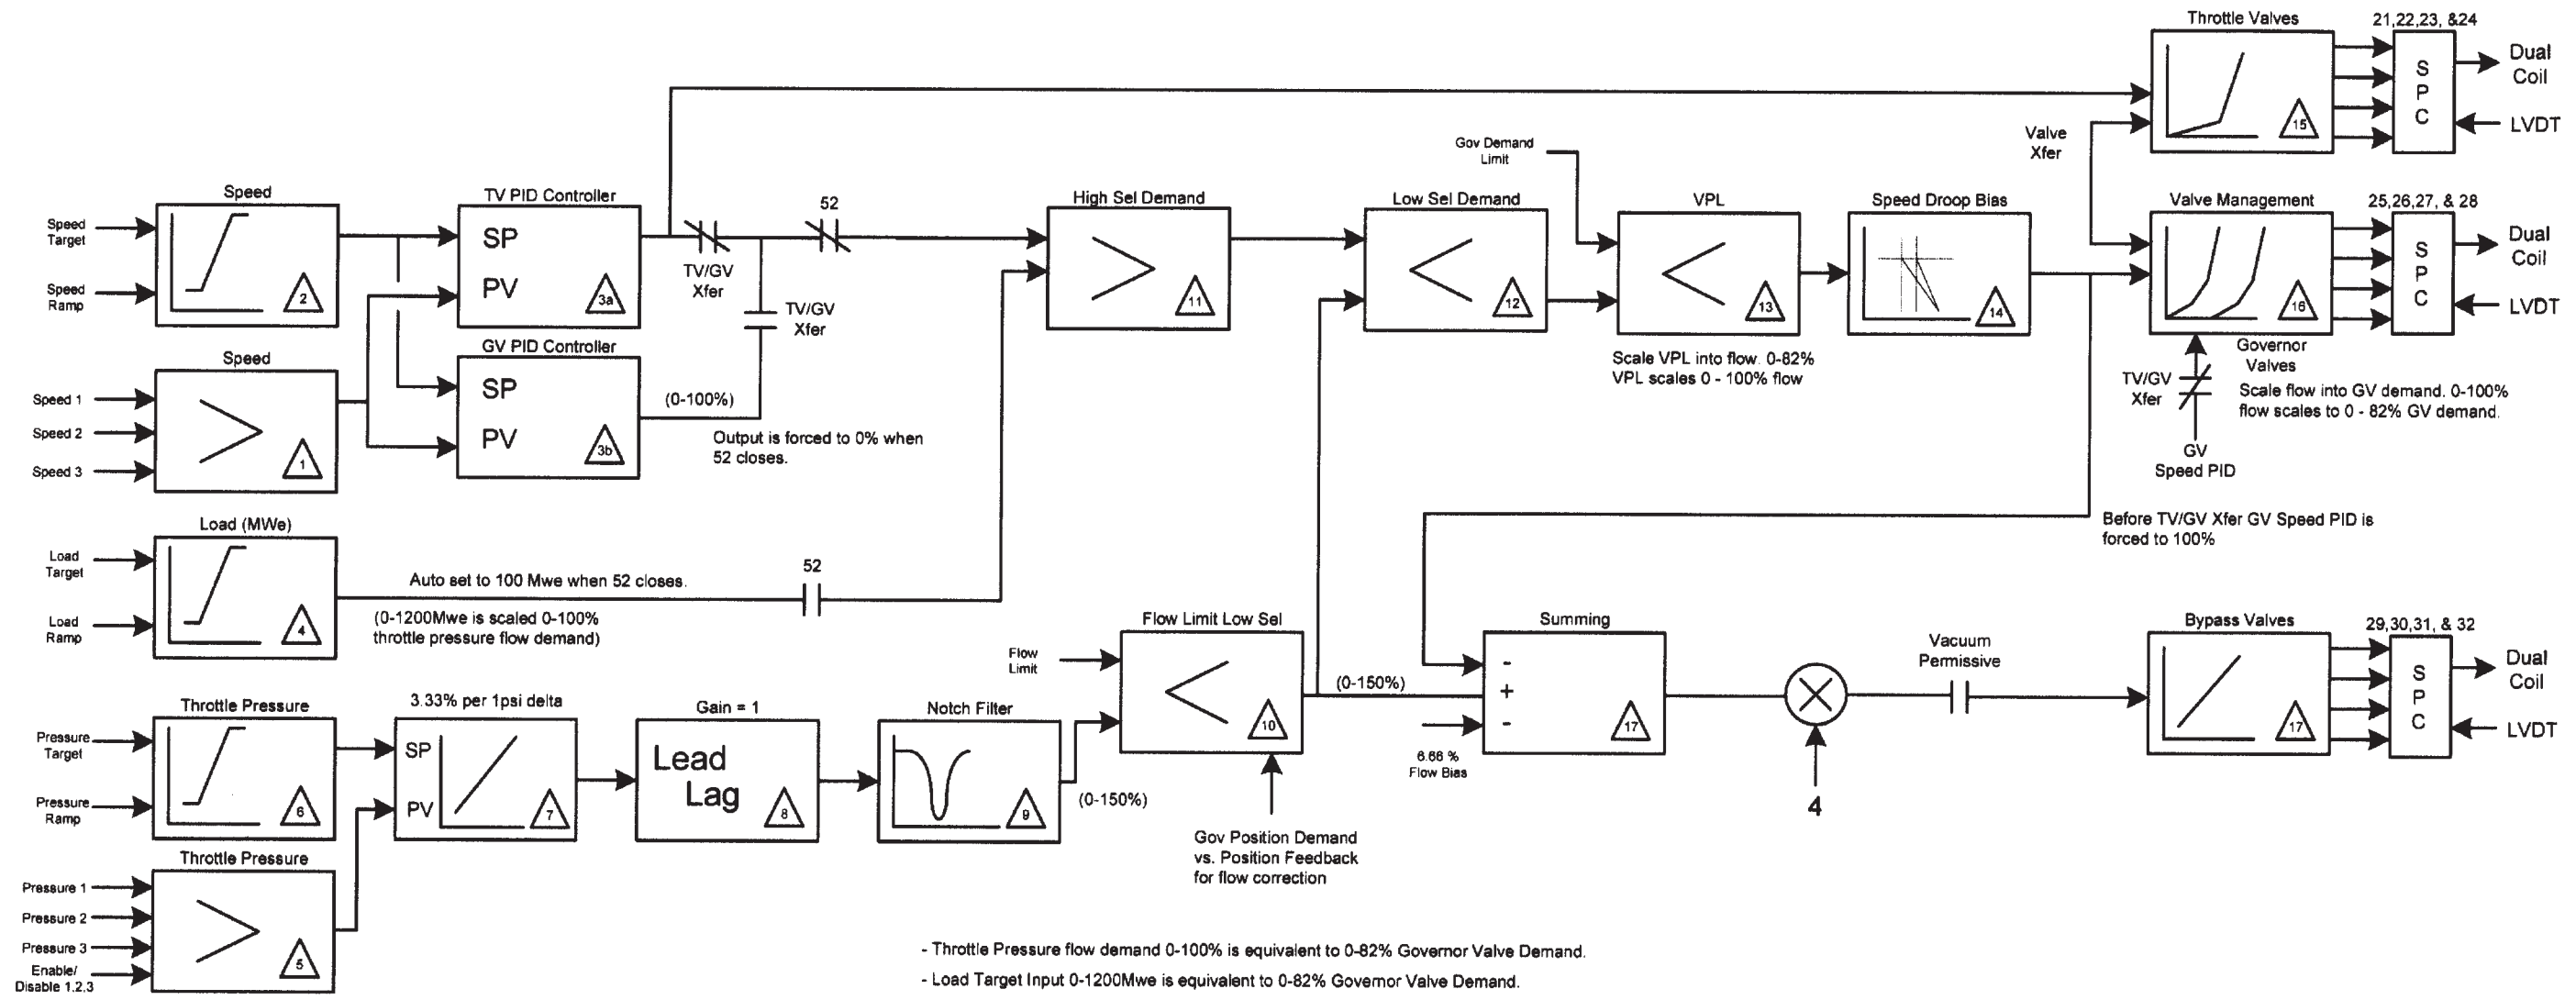 Throttle Valves
21,22,23, &24
15
S
P
C
Dual
Coil
LVDT
Valve
Xfer
Gov Demand
Limit
Speed
Speed
Target
Speed
Ramp
2
TV PID Controller
SP
PV
3a
TV/GV
Xfer
52
TV/GV
Xfer
High Sel Demand
11
Low Sel Demand
12
VPL
13
Scale VPL into flow. 0-82%
VPL scales 0 - 100% flow
Speed Droop Bias
14
Valve Management
16
25,26,27, & 28
S
P
C
Dual
Coil
LVDT
Governor
Valves
TV/GV
Xfer
GV
Speed PID
Scale flow into GV demand. 0-100%
flow scales to 0 - 82% GV demand.
Speed
Speed 1
Speed 2
Speed 3
1
GV PID Controller
SP
PV
3b
(0-100%)
Output is forced to 0% when
52 closes.
Before TV/GV Xfer GV Speed PID is
forced to 100%
Load (MWe)
Load
Target
Load
Ramp
4
Auto set to 100 Mwe when 52 closes.
(0-1200Mwe is scaled 0-100%
throttle pressure flow demand)
52
Flow Limit Low Sel
Flow
Limit
10
(0-150%)
Gov Position Demand
vs. Position Feedback
for flow correction
Summing
-
+
-
17
6.66 %
Flow Bias
4
Vacuum
Permissive
Bypass Valves
17
29,30,31, & 32
S
P
C
Dual
Coil
LVDT
Throttle Pressure
Pressure
Target
Pressure
Ramp
6
3.33% per 1psi delta
SP
PV
7
Gain = 1
Lead
Lag
8
Notch Filter
9
(0-150%)
Throttle Pressure
Pressure 1
Pressure 2
Pressure 3
Enable/
Disable 1,2,3
5
- Throttle Pressure flow demand 0-100% is equivalent to 0-82% Governor Valve Demand.
- Load Target Input 0-1200Mwe is equivalent to 0-82% Governor Valve Demand.